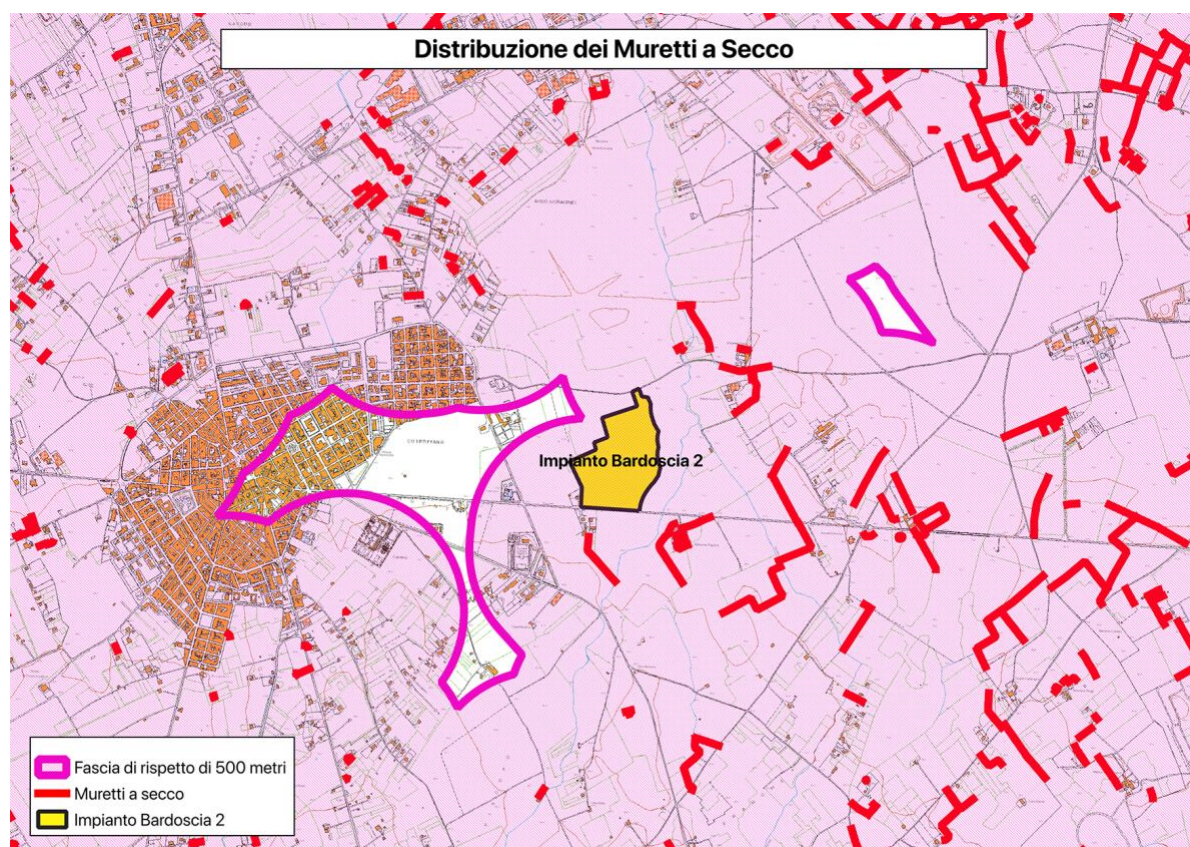 Distribuzione dei Muretti a Secco
Impianto Bardoscia 2
Fascia di rispetto di 500 metri
Muretti a secco
Impianto Bardoscia 2